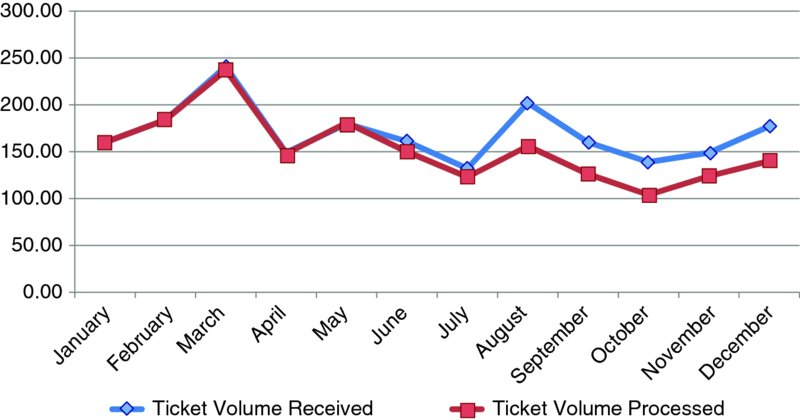 300.00
250.00
200.00
150.00
100.00
50.00
0.00
January
February
March
April
May
June
July
August
September
October
November
December
Ticket Volume Received
Ticket Volume Processed